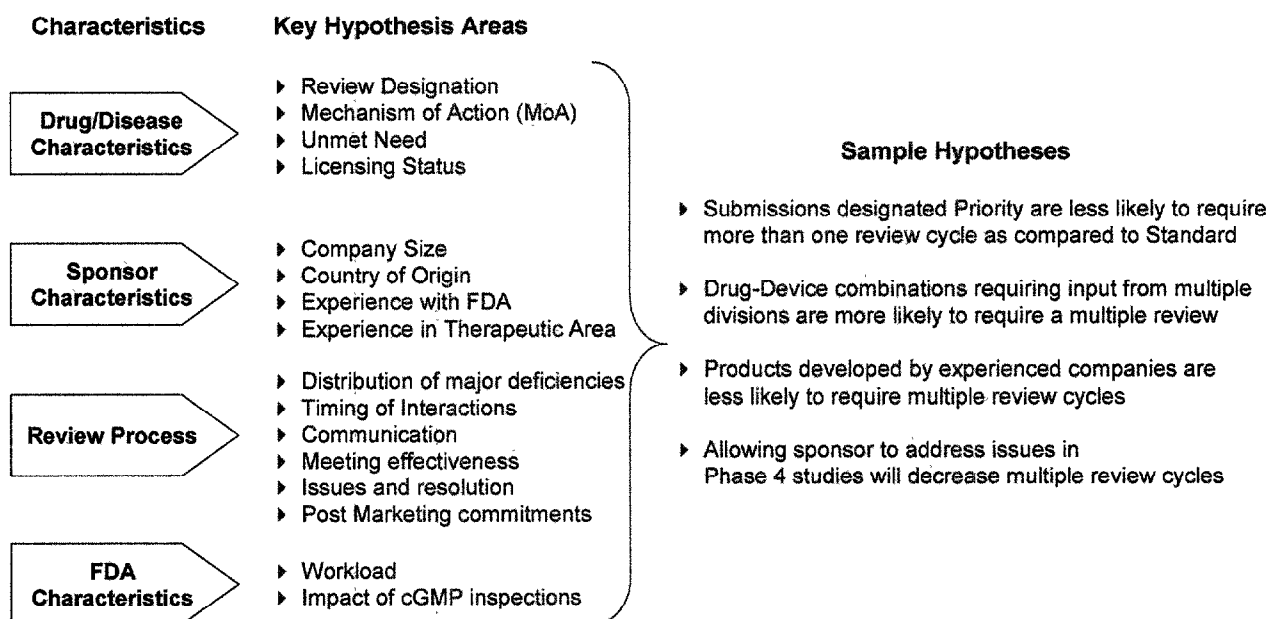 Characteristics
Key Hypothesis Areas
Drug/Disease
Characteristics
Review Designation
Mechanism of Action (MoA)
Unmet Need
Licensing Status
Sponsor
Characteristics
Company Size
Country of Origin
Experience with FDA
Experience in Therapeutic Area
Review Process
Distribution of major deficiencies
Timing of Interactions
Communication
Meeting effectiveness
Issues and resolution
Post Marketing commitments
FDA
Characteristics
Workload
Impact of cGMP inspections
Sample Hypotheses
Submissions designated Priority are less likely to require
more than one review cycle as compared to Standard
Drug-Device combinations requiring input from multiple
divisions are more likely to require a multiple review
Products developed by experienced companies are
less likely to require multiple review cycles
Allowing sponsor to address issues in
Phase 4 studies will decrease multiple review cycles